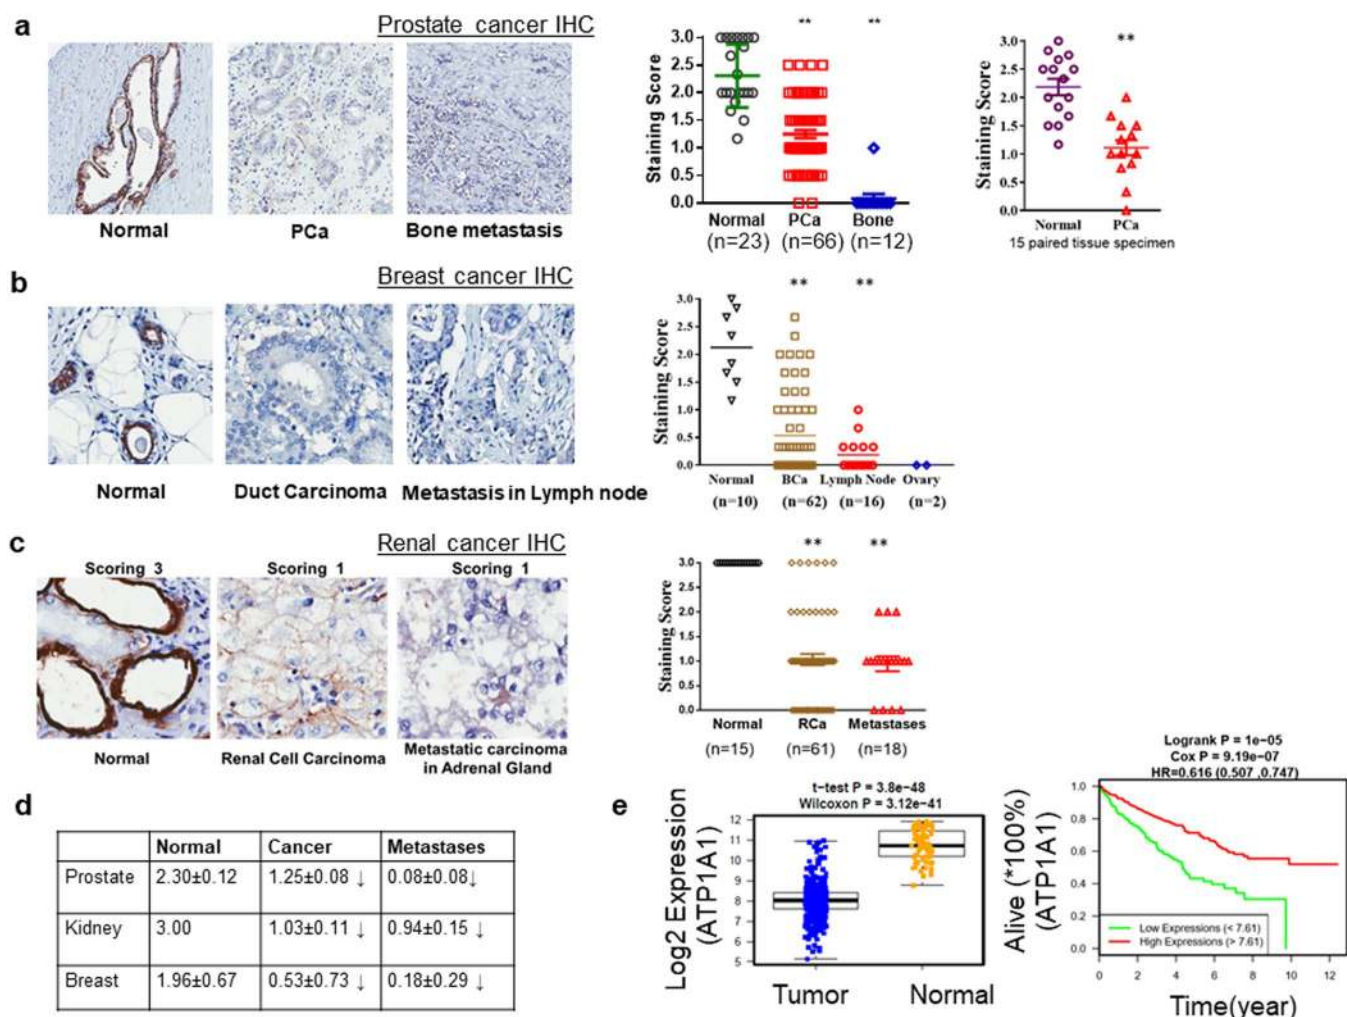 a
Prostate cancer IHC
Normal
PCa
Bone metastasis
Staining Score
3.0
2.5
2.0
1.5
1.0
0.5
0.0
** **
Normal PCa Bone
(n=23) (n=66) (n=12)
Staining Score
3.0
2.5
2.0
1.5
1.0
0.5
0.0
**
Normal PCa
15 paired tissue specimen
b
Breast cancer IHC
Normal
Duct Carcinoma
Metastasis in Lymph node
Staining Score
3.0
2.0
1.0
0.5
0.0
** **
Normal BCa Lymph Node Ovary
(n=10) (n=62) (n=16) (n=2)
c
Renal cancer IHC
Scoring 3
Scoring 1
Scoring 1
Normal
Renal Cell Carcinoma
Metastatic carcinoma
in Adrenal Gland
Staining Score
3.0
2.5
2.0
1.5
1.0
0.5
0.0
** **
Normal RCa Metastases
(n=15) (n=61) (n=18)
d
Normal Cancer Metastases
Prostate 2.30±0.12 1.25±0.08 ↓ 0.08±0.08↓
Kidney 3.00 1.03±0.11 ↓ 0.94±0.15 ↓
Breast 1.96±0.67 0.53±0.73 ↓ 0.18±0.29 ↓
e
t-test P = 3.8e-48
Wilcoxon P = 3.12e-41
Log2 Expression
(ATP1A1)
12
11
10
9
8
7
6
5
Tumor Normal
Logrank P = 1e-05
Cox P = 9.19e-07
HR=0.616 (0.507 ,0.747)
Alive (*100%)
(ATP1A1)
1.0
0.8
0.6
0.4
0.2
0.0
Low Expressions (< 7.61)
High Expressions (> 7.61)
0 2 4 6 8 10 12
Time(year)